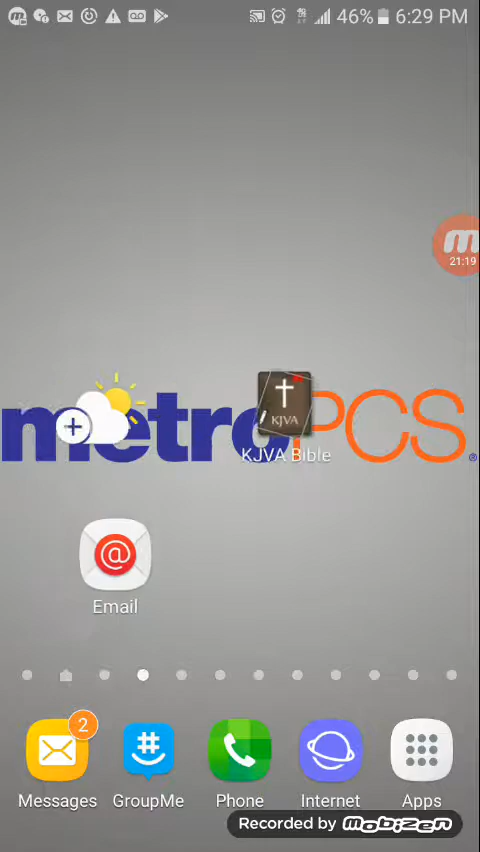 46% 6:29 PM
21:19
metroPCS
KJVA
KJVA Bible
@
Email
2
Messages GroupMe Phone Internet Apps
Recorded by mobizen